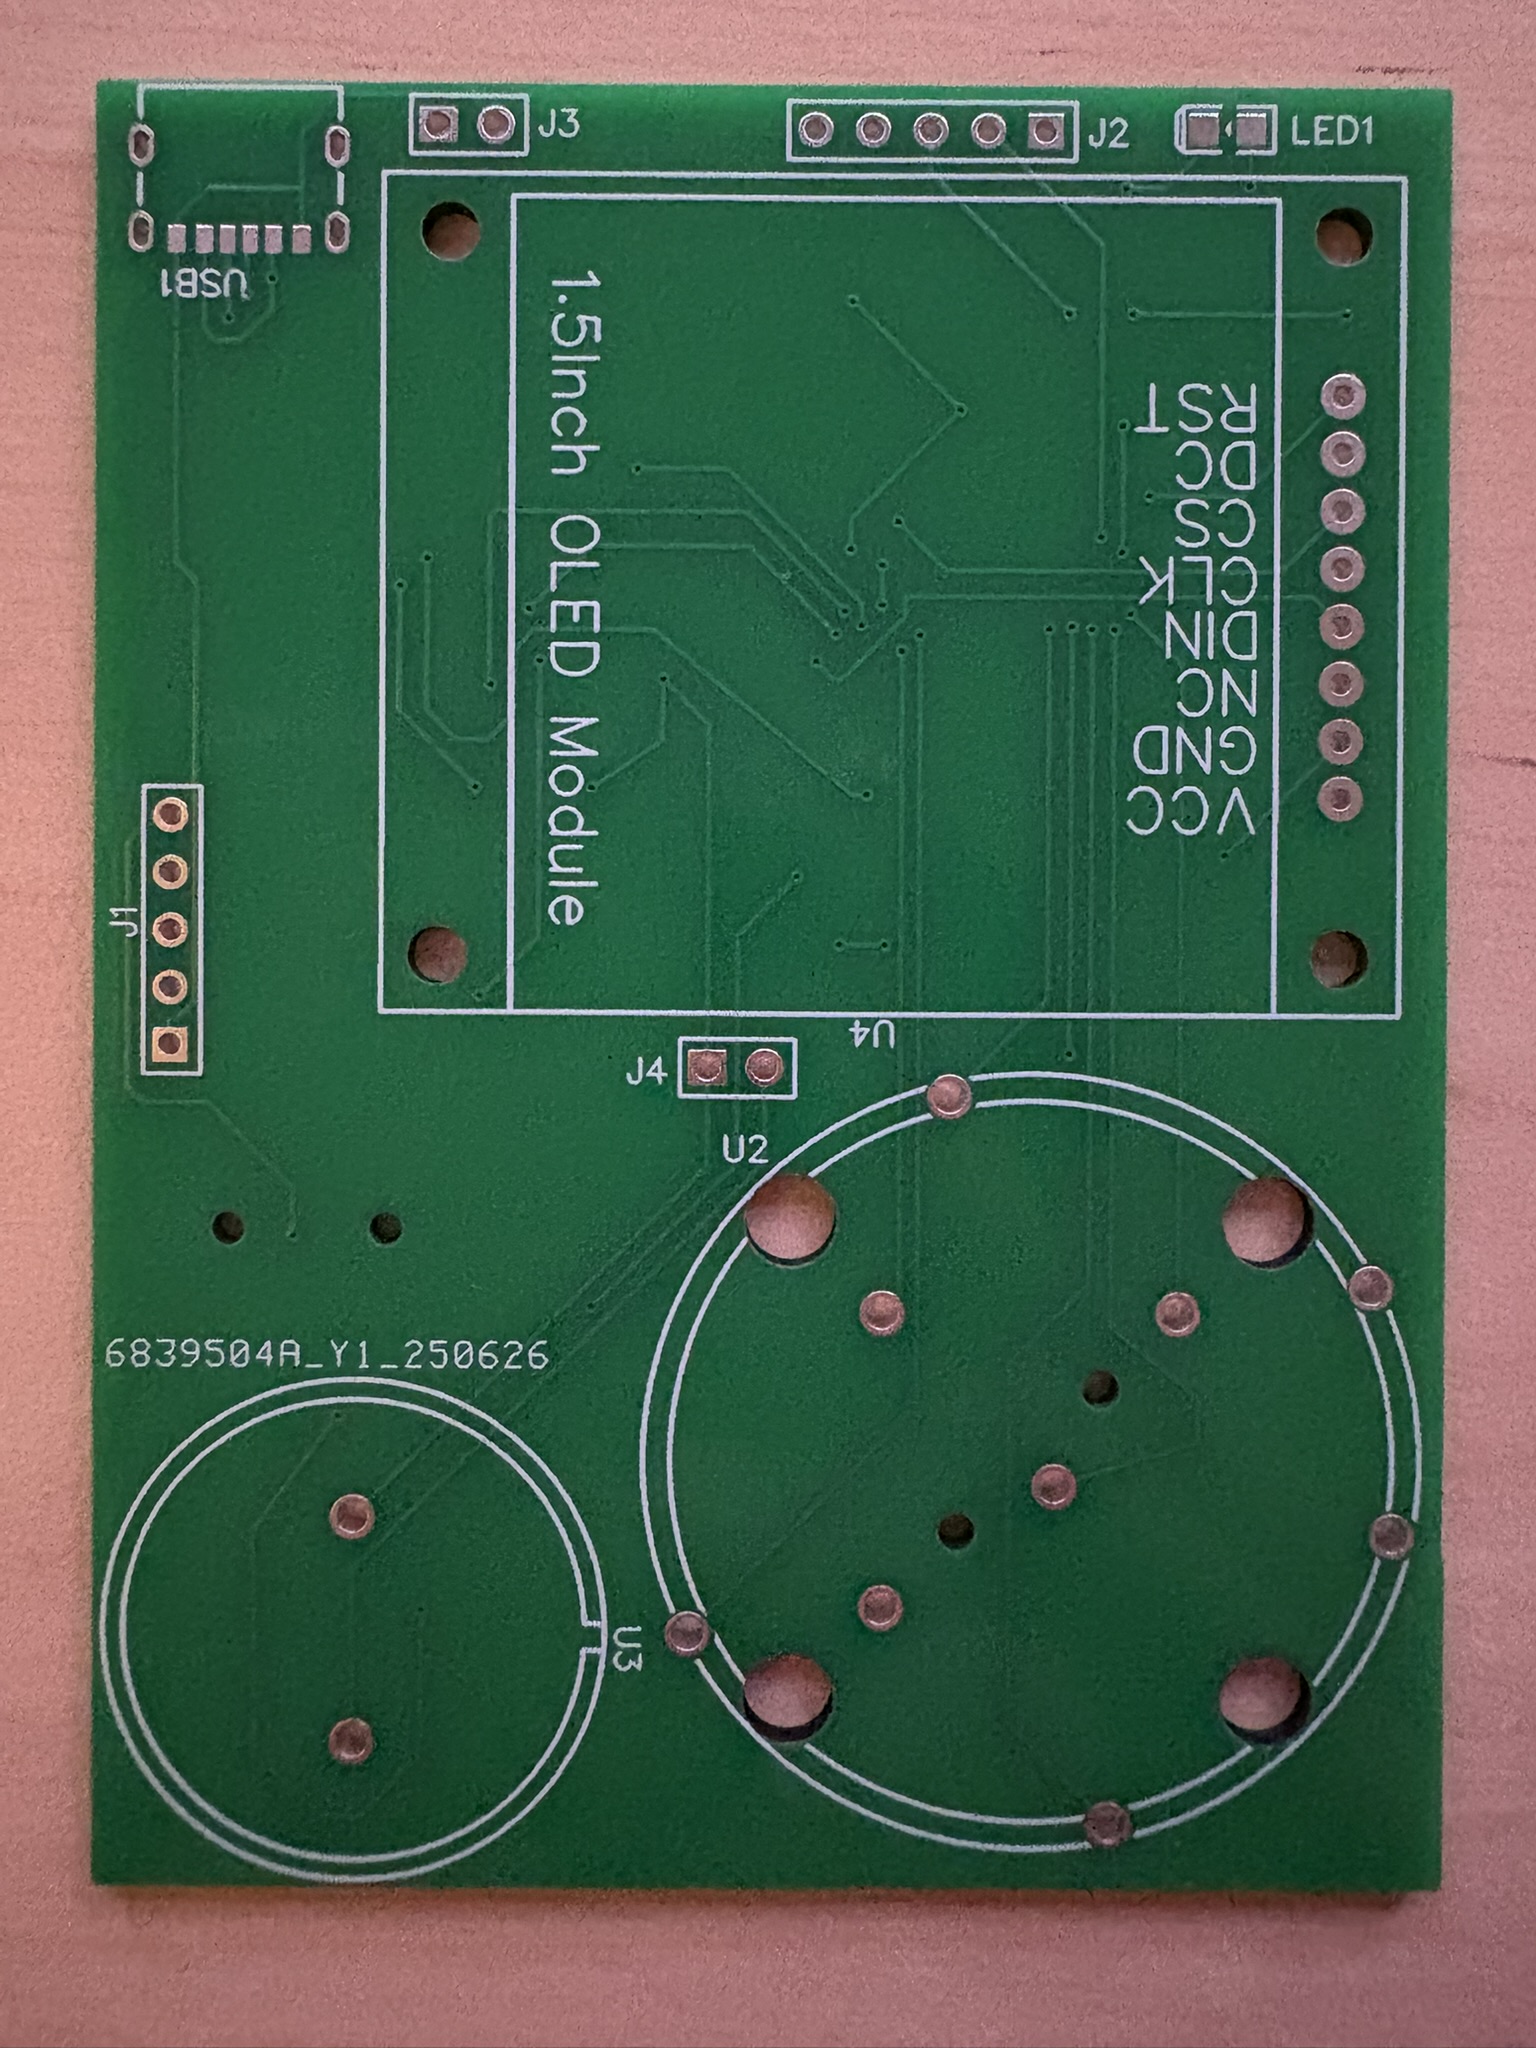 J3
J2
LED1
USB1
1.5Inch OLED Module
RST
DC
CS
CLK
DIN
NC
GND
VCC
J1
U4
J4
U2
6839504A_Y1_250626
U3